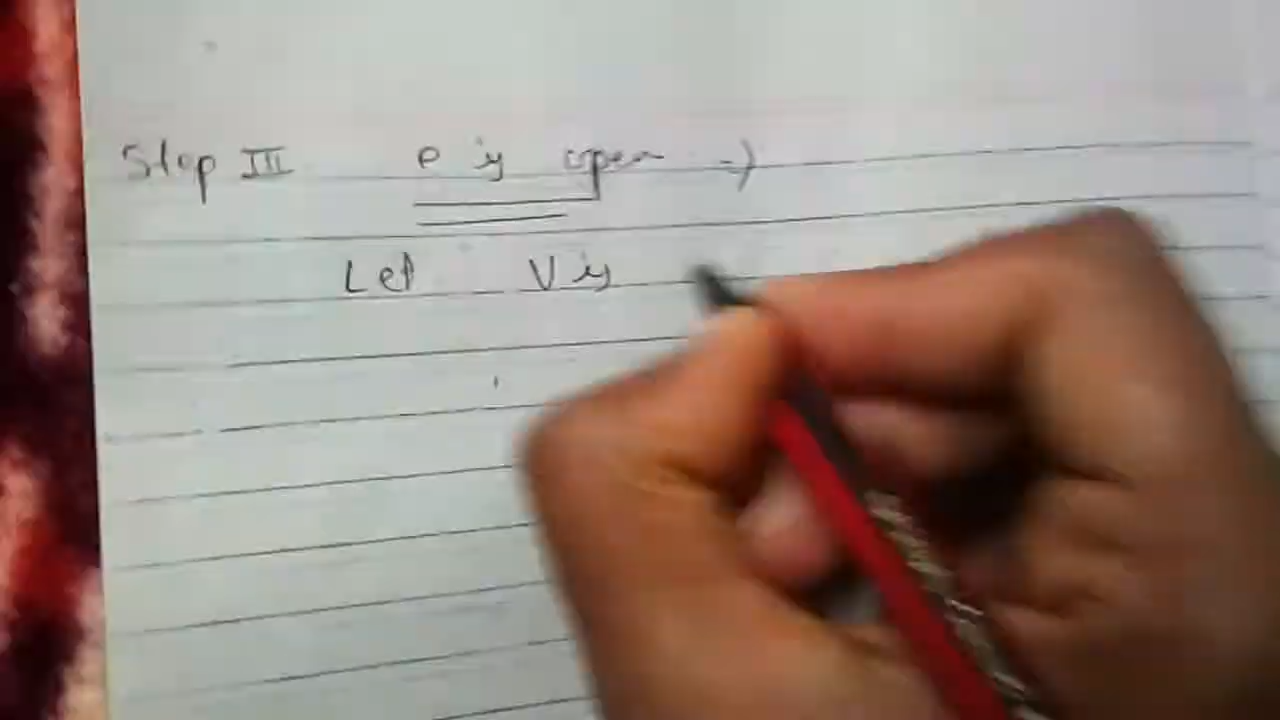 Step III e is open →
Let V is